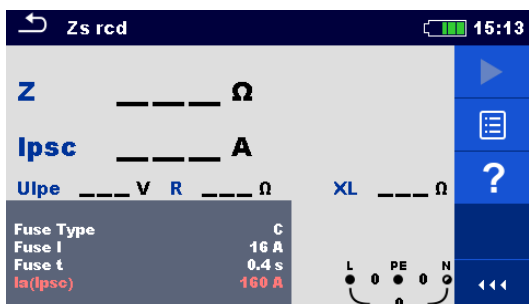 Zs rcd 15:13
Z ___ Ω
Ipsc ___ A
?
Ulpe ___ V R ___ Ω XL ___ Ω
Fuse Type C
Fuse I 16 A
Fuse t 0.4 s
Ia(Ipsc) 160 A
L PE N
0 0
0